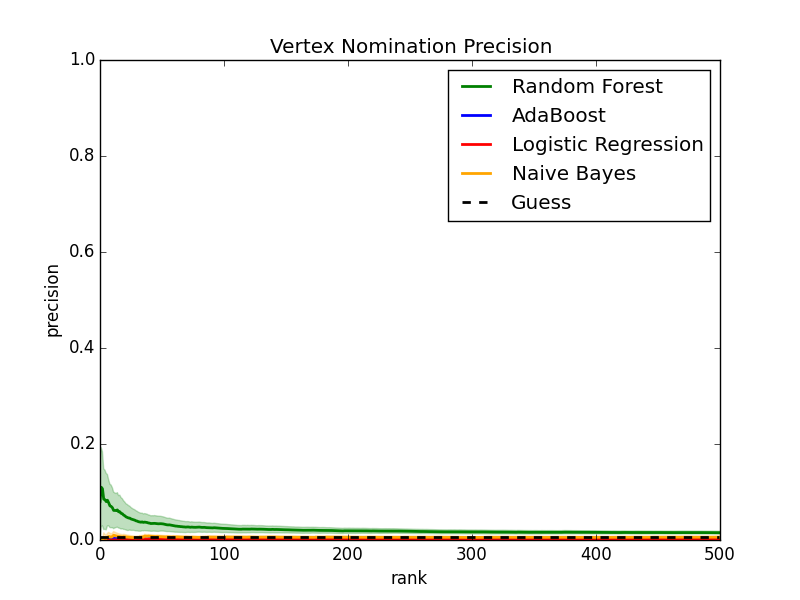 Vertex Nomination Precision
1.0
0.8
0.6
0.4
0.2
0.0
precision
Random Forest
AdaBoost
Logistic Regression
Naive Bayes
Guess
0 100 200 300 400 500
rank